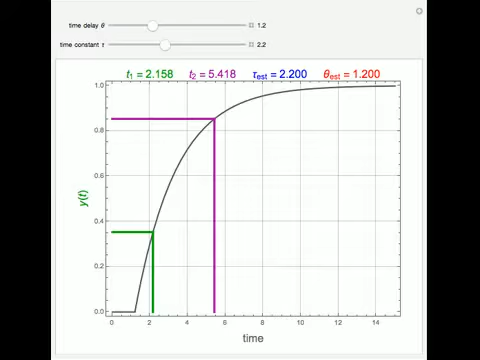 time delay θ 1.2
time constant τ 2.2
t1 = 2.158 t2 = 5.418 τest = 2.200 θest = 1.200
1.0
0.8
0.6
0.4
0.2
0.0
y(t)
0 2 4 6 8 10 12 14
time